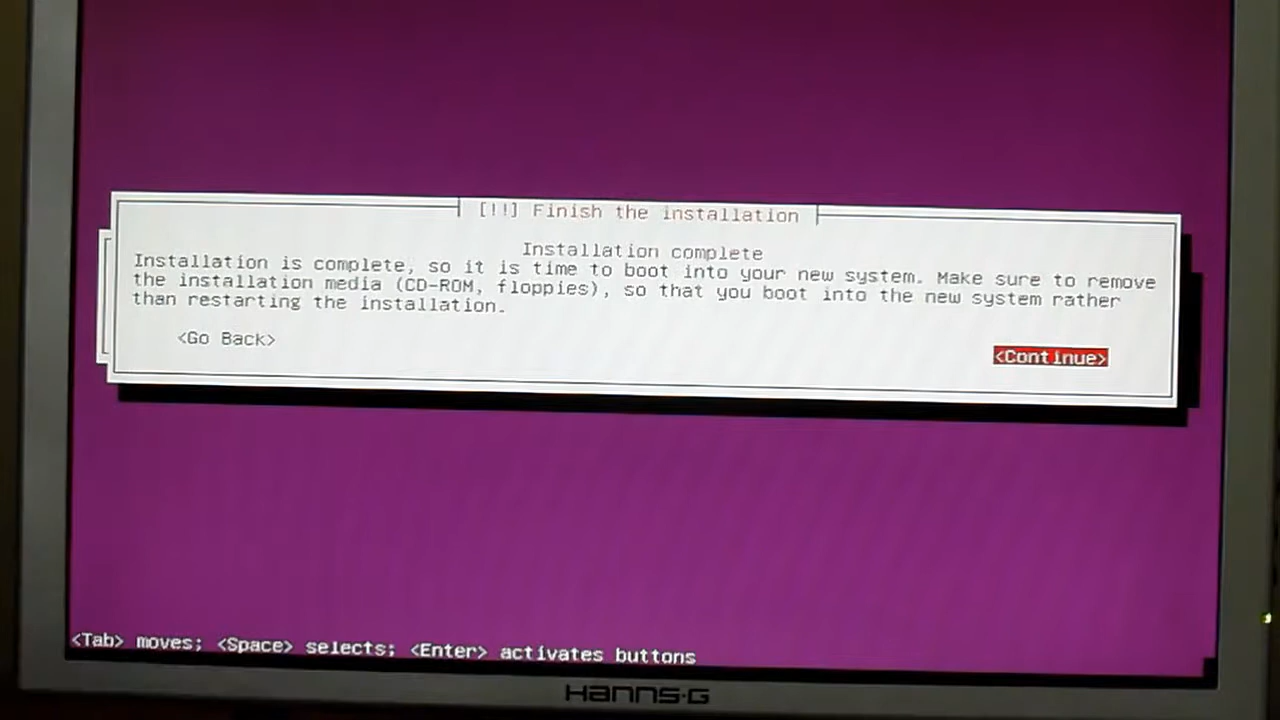 [!!] Finish the installation
Installation complete
Installation is complete, so it is time to boot into your new system. Make sure to remove
the installation media (CD-ROM, floppies), so that you boot into the new system rather
than restarting the installation.
<Go Back>
<Continue>
<Tab> moves; <Space> selects; <Enter> activates buttons
HANNS·G